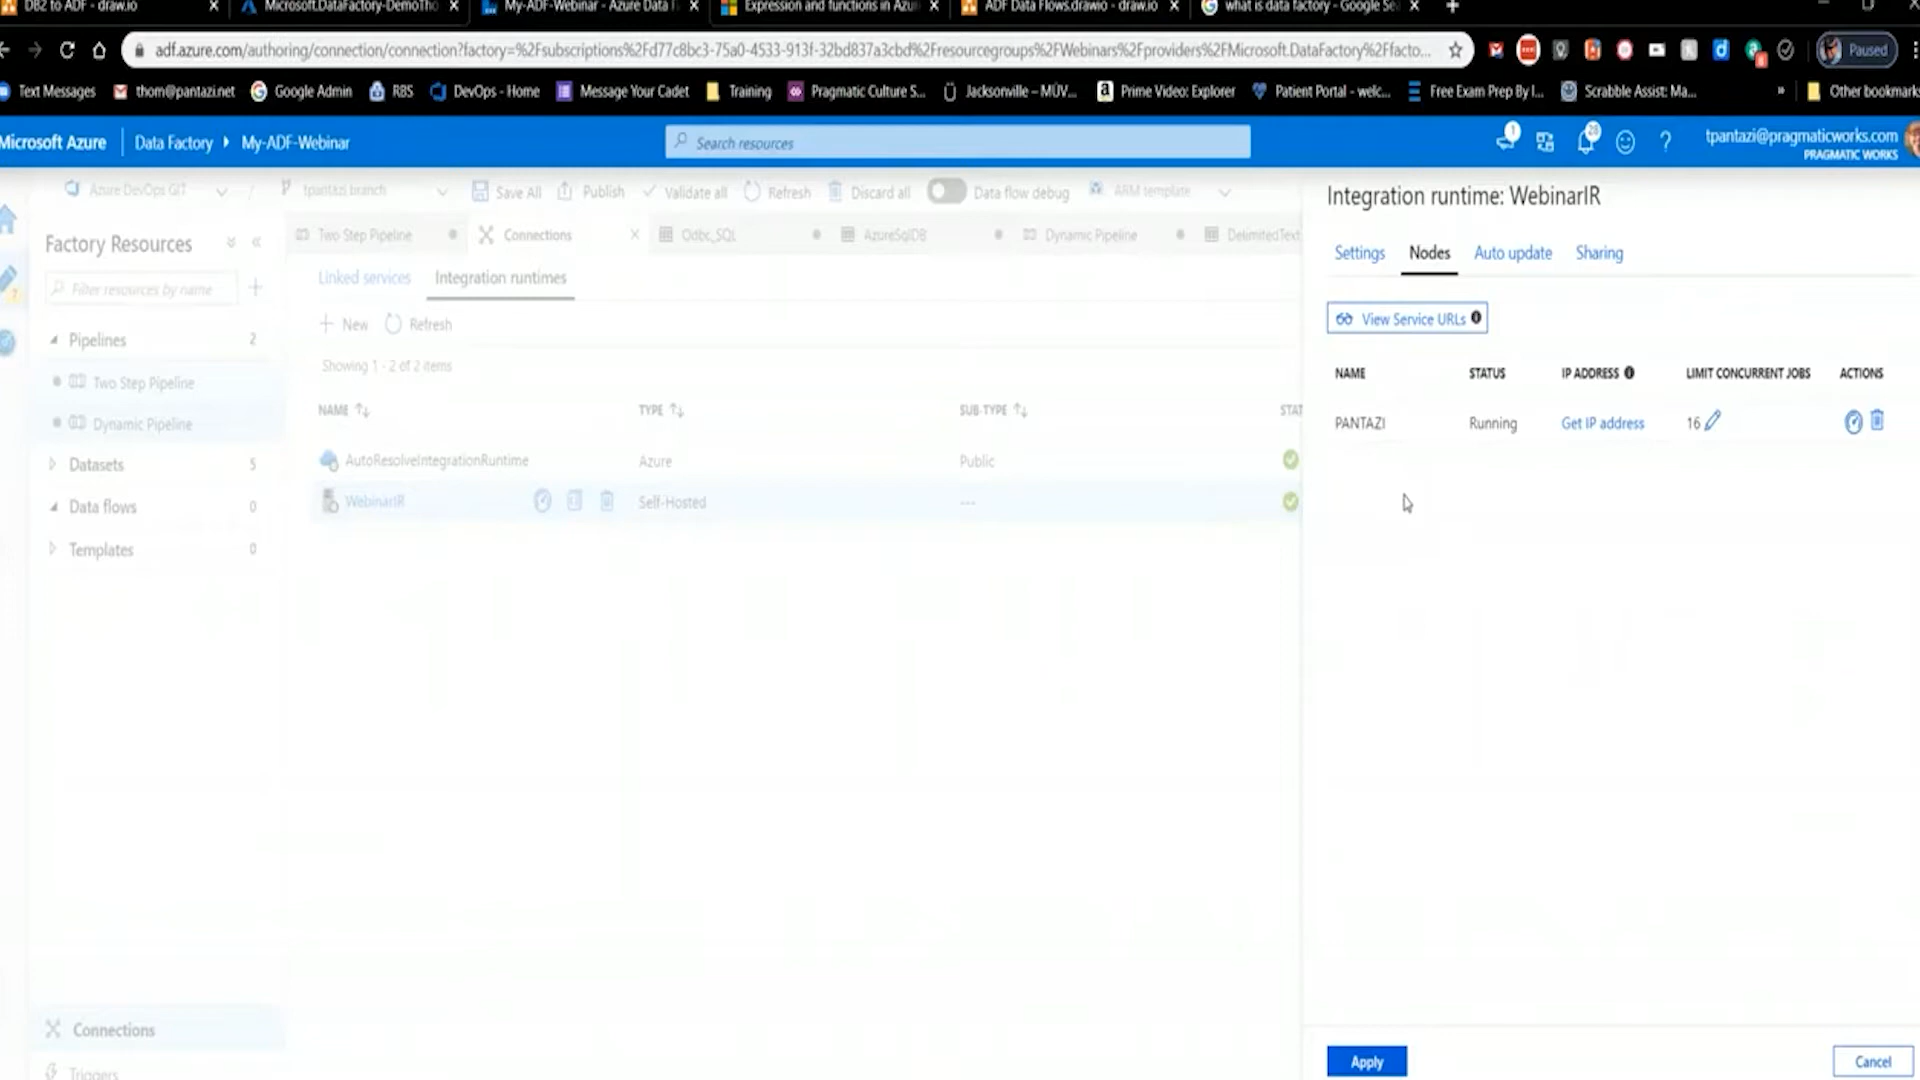 DB2 to ADF - draw.io
Microsoft.DataFactory-DemoTho
My-ADF-Webinar - Azure Data F
Expression and functions in Azur
ADF Data Flows.drawio - draw.io
what is data factory - Google Se
adf.azure.com/authoring/connection/connection?factory=%2Fsubscriptions%2Fd77c8bc3-75a0-4533-913f-32bd837a3cbd%2Fresourcegroups%2FWebinars%2Fproviders%2FMicrosoft.DataFactory%2Ffacto...
Paused
Text Messages
thom@pantazi.net
Google Admin
RBS
DevOps - Home
Message Your Cadet
Training
Pragmatic Culture S...
Jacksonville – MŪV...
Prime Video: Explorer
Patient Portal - welc...
Free Exam Prep By I...
Scrabble Assist: Ma...
»
Other bookmarks
Microsoft Azure
Data Factory
My-ADF-Webinar
Search resources
1
28
?
tpantazi@pragmaticworks.com
PRAGMATIC WORKS
Azure DevOps GIT
/
tpantazi branch
Save All
Publish
Validate all
Refresh
Discard all
Data flow debug
ARM template
Integration runtime: WebinarIR
Factory Resources
Two Step Pipeline
Connections
Odbc_SQL
AzureSqlDB
Dynamic Pipeline
DelimitedText
Settings
Nodes
Auto update
Sharing
Linked services
Integration runtimes
Filter resources by name
New
Refresh
View Service URLs
Pipelines
2
Showing 1 - 2 of 2 items
NAME
STATUS
IP ADDRESS
LIMIT CONCURRENT JOBS
ACTIONS
Two Step Pipeline
NAME
TYPE
SUB-TYPE
STAT
Dynamic Pipeline
PANTAZI
Running
Get IP address
16
Datasets
5
AutoResolveIntegrationRuntime
Azure
Public
Data flows
0
WebinarIR
Self-Hosted
---
Templates
0
Connections
Triggers
Apply
Cancel